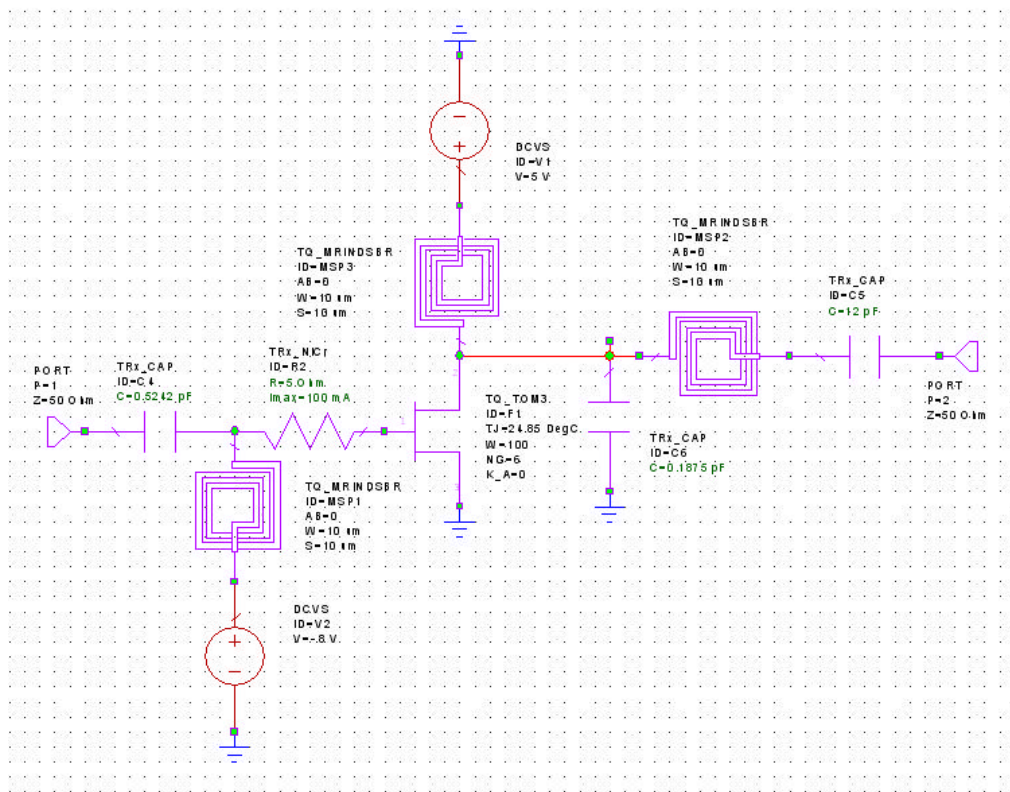 DCVS
ID=V1
V=5 V
TQ_MRINDSBR
ID=MSP3
AB=0
W=10 um
S=10 um
TQ_MRINDSBR
ID=MSP2
AB=0
W=10 um
S=10 um
TRx_CAP
ID=C5
C=12 pF
PORT
P=1
Z=50 Ohm
TRx_CAP
ID=C4
C=0.5242 pF
TRx_NiCr
ID=R2
R=5 Ohm
Imax=100 mA
TQ_TOM3
ID=F1
TJ=24.85 DegC
W=100
NG=6
K_A=0
TRx_CAP
ID=C6
C=0.1875 pF
PORT
P=2
Z=50 Ohm
TQ_MRINDSBR
ID=MSP1
AB=0
W=10 um
S=10 um
DCVS
ID=V2
V=-.8 V